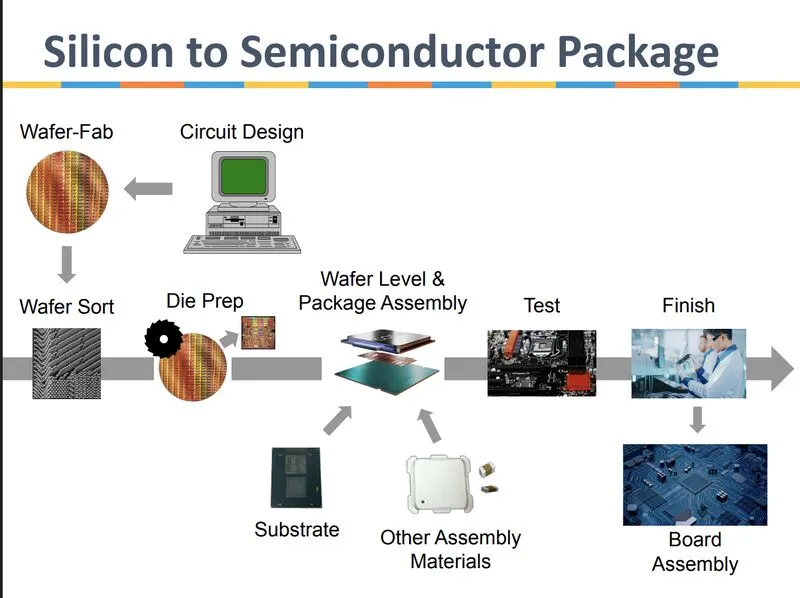 Silicon to Semiconductor Package
Wafer-Fab
Circuit Design
Wafer Sort
Die Prep
Wafer Level &
Package Assembly
Test
Finish
Substrate
Other Assembly
Materials
Board
Assembly